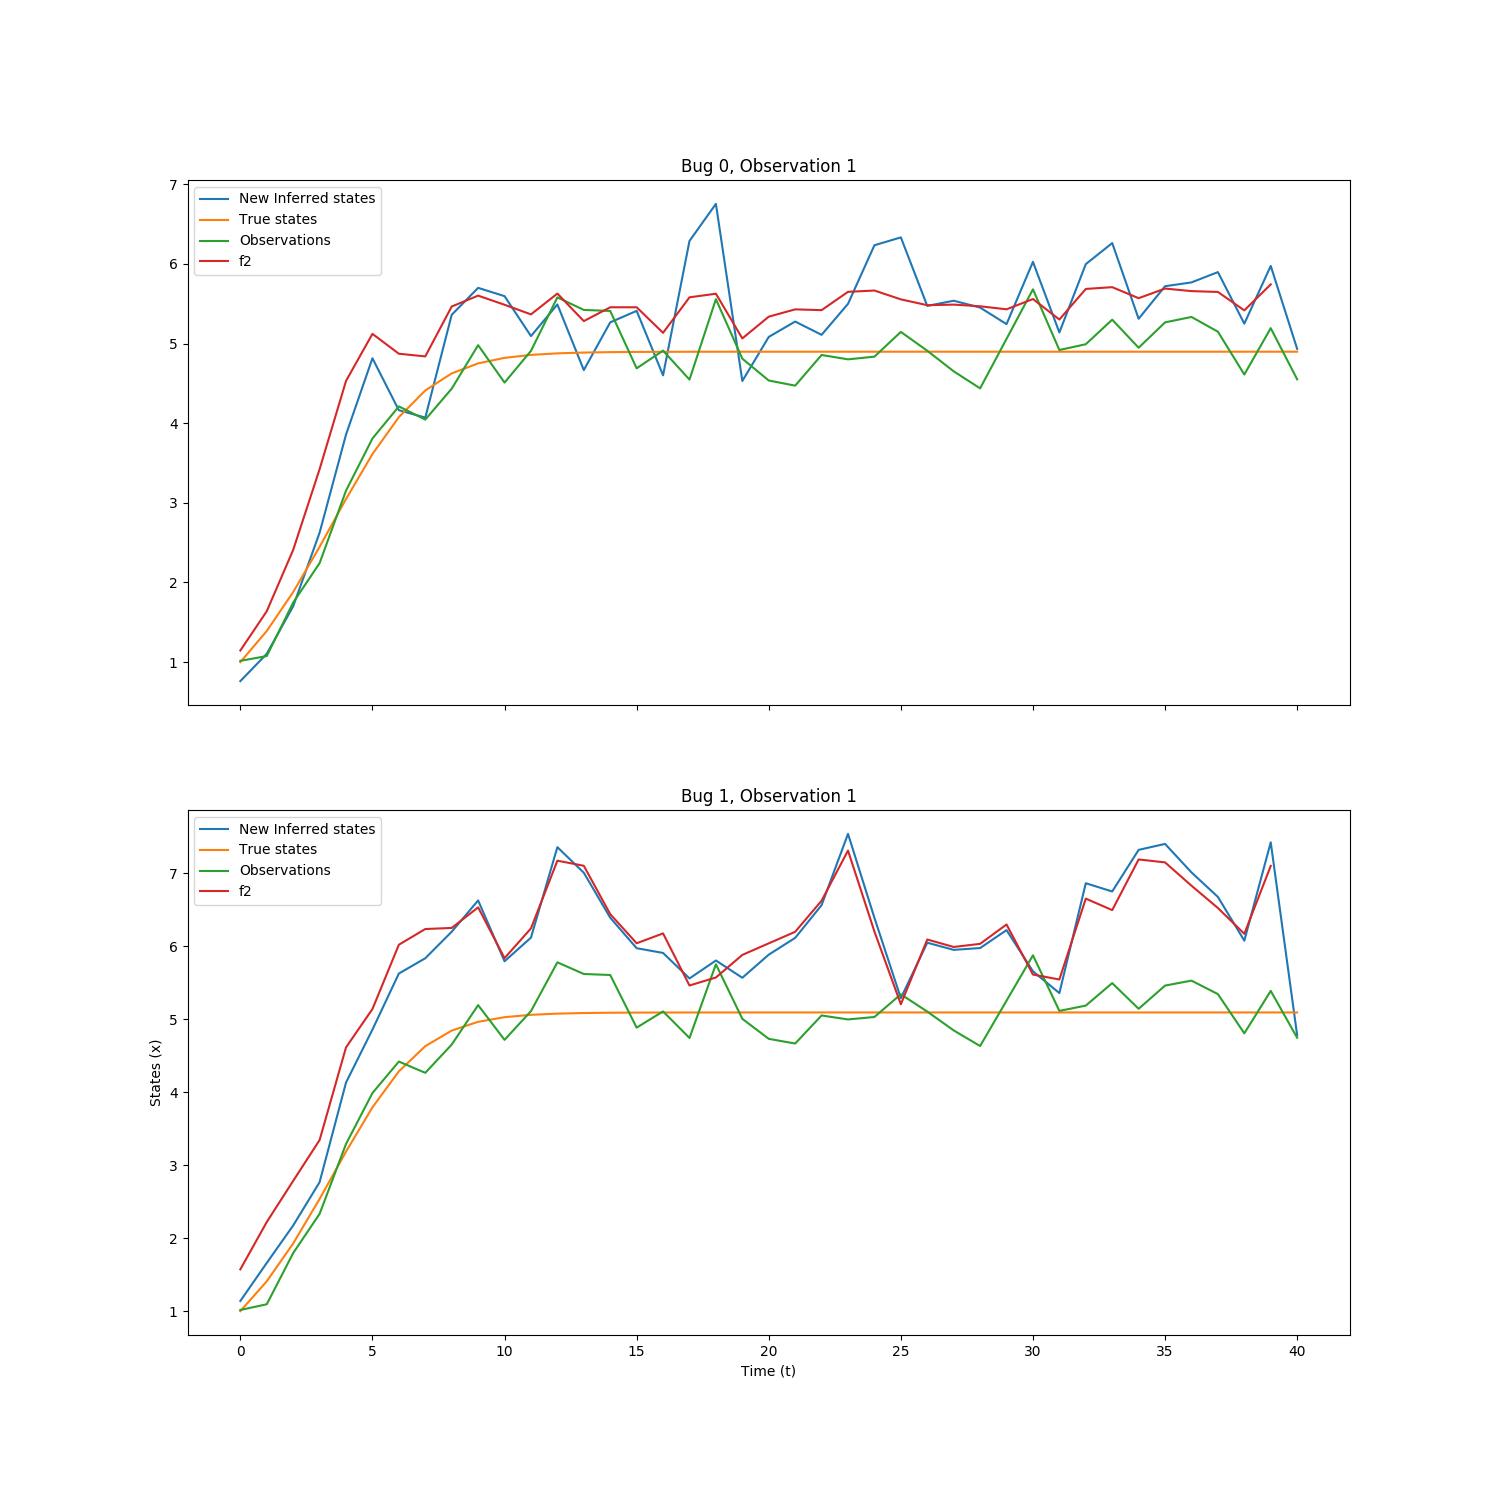 Bug 0, Observation 1
7
6
5
4
3
2
1
New Inferred states
True states
Observations
f2
Bug 1, Observation 1
States (x)
7
6
5
4
3
2
1
New Inferred states
True states
Observations
f2
0 5 10 15 20 25 30 35 40
Time (t)